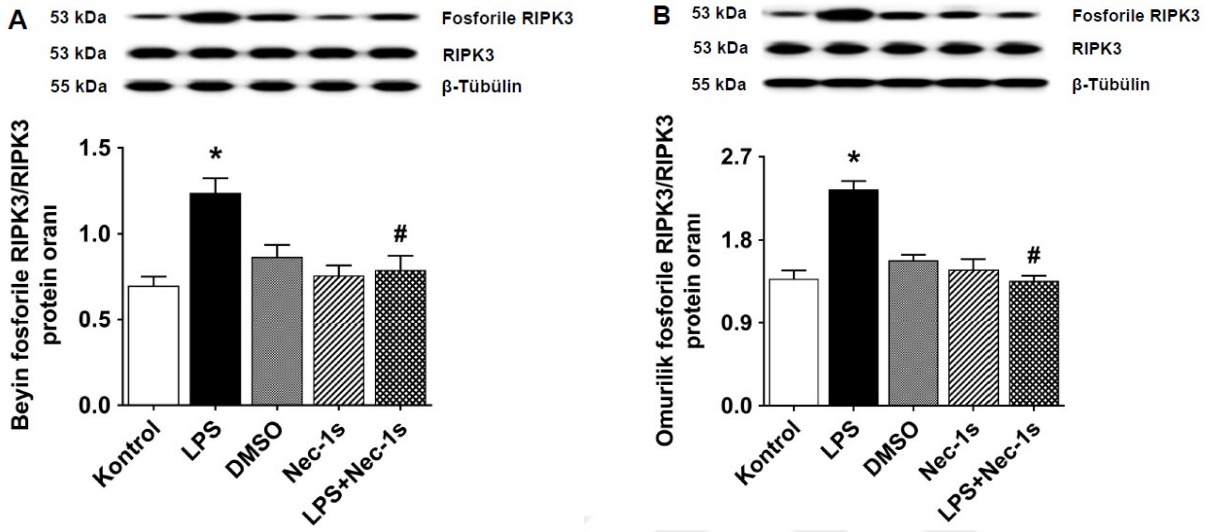 A
53 kDa Fosforile RIPK3
53 kDa RIPK3
55 kDa β-Tübülin
Beyin fosforile RIPK3/RIPK3
protein oranı
1.5
1.0
0.5
0.0
*
#
Kontrol
LPS
DMSO
Nec-1s
LPS+Nec-1s
B
53 kDa Fosforile RIPK3
53 kDa RIPK3
55 kDa β-Tübülin
Omurilik fosforile RIPK3/RIPK3
protein oranı
2.7
1.8
0.9
0.0
*
#
Kontrol
LPS
DMSO
Nec-1s
LPS+Nec-1s